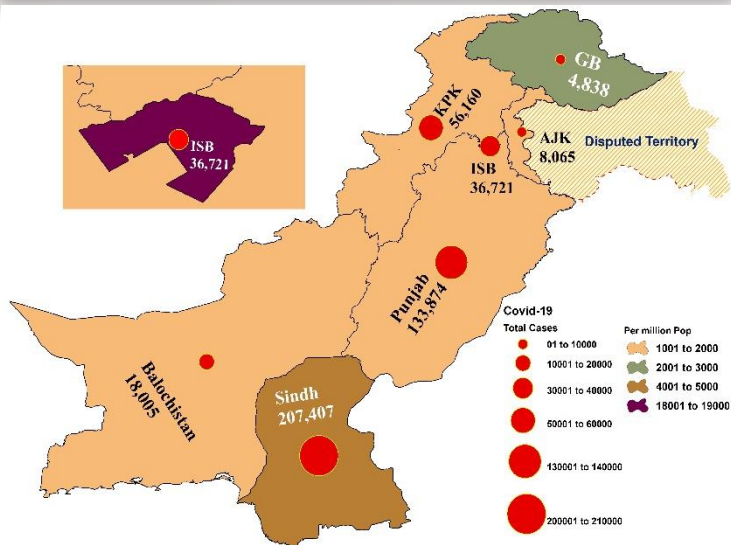 GB
4,838
KPK
56,160
ISB
36,721
AJK
8,065
Disputed Territory
ISB
36,721
Punjab
133,874
Balochistan
18,005
Sindh
207,407
Covid-19
Total Cases
01 to 10000
10001 to 20000
30001 to 40000
50001 to 60000
130001 to 140000
200001 to 210000
Per million Pop
1001 to 2000
2001 to 3000
4001 to 5000
18001 to 19000